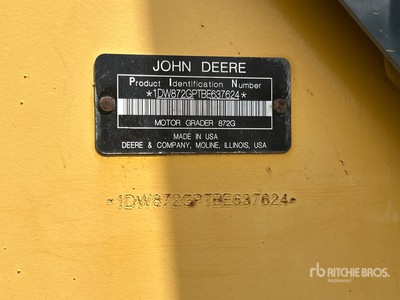 JOHN DEERE
Product Identification Number
*1DW872GPTBE637624*
MOTOR GRADER 872G
MADE IN USA
DEERE & COMPANY, MOLINE, ILLINOIS, USA
*1DW872GPTBE637624*
rb RITCHIE BROS.